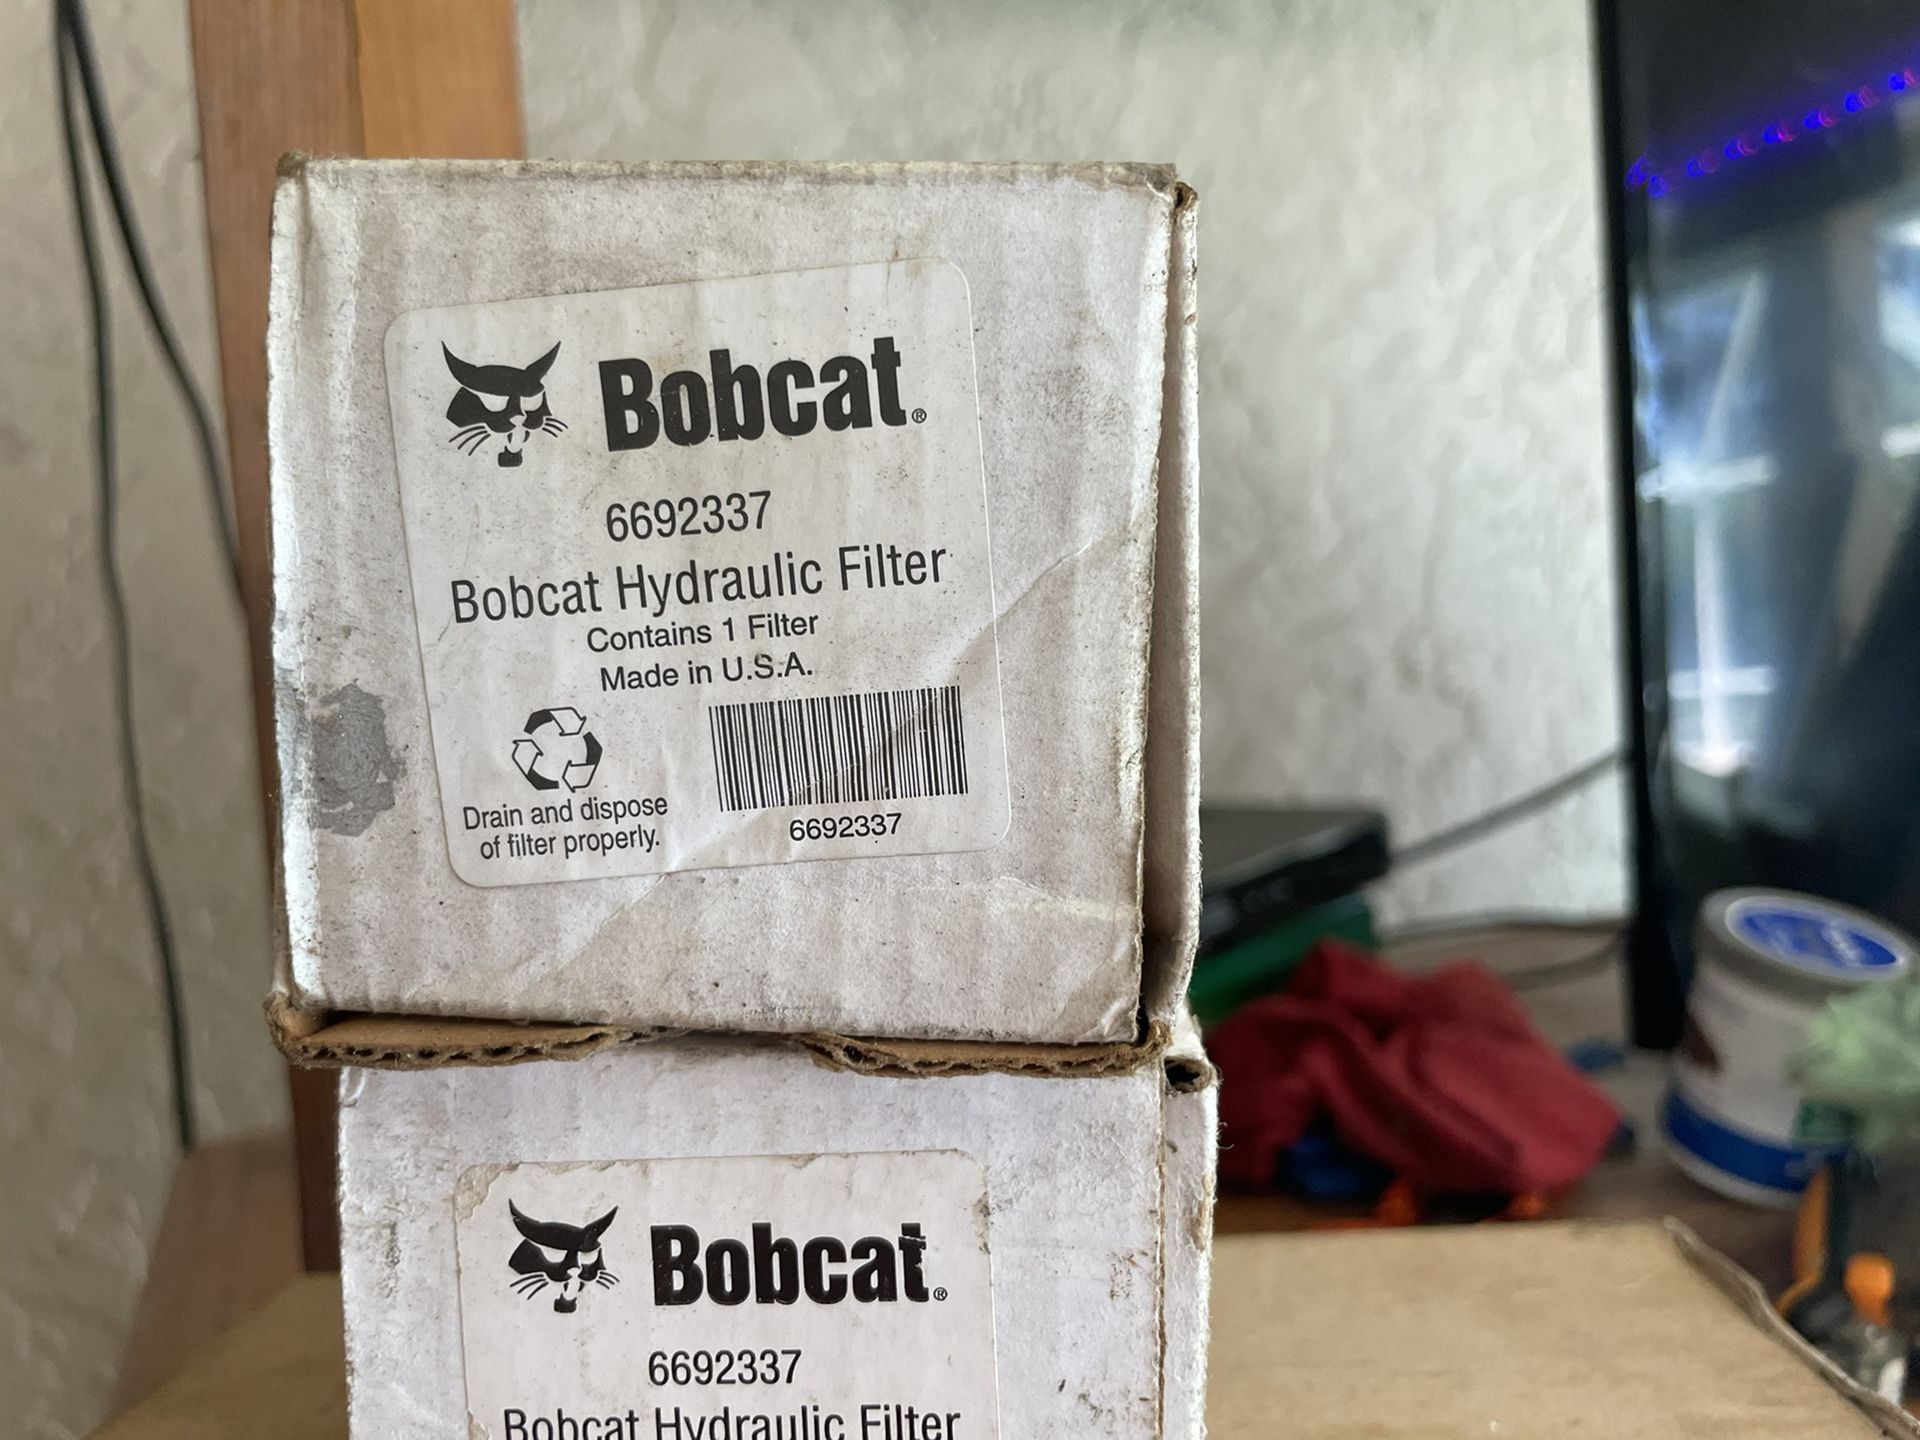 Bobcat®
6692337
Bobcat Hydraulic Filter
Contains 1 Filter
Made in U.S.A.
Drain and dispose
of filter properly.
6692337
Bobcat®
6692337
Bobcat Hydraulic Filter